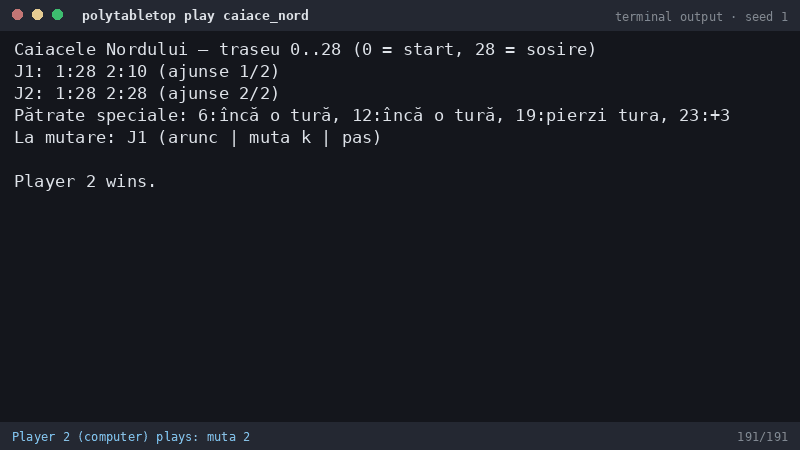 polytabletop play caiace_nord
terminal output · seed 1
Caiacele Nordului — traseu 0..28 (0 = start, 28 = sosire)
J1: 1:28 2:10 (ajunse 1/2)
J2: 1:28 2:28 (ajunse 2/2)
Pătrate speciale: 6:încă o tură, 12:încă o tură, 19:pierzi tura, 23:+3
La mutare: J1 (arunc | muta k | pas)
Player 2 wins.
Player 2 (computer) plays: muta 2
191/191